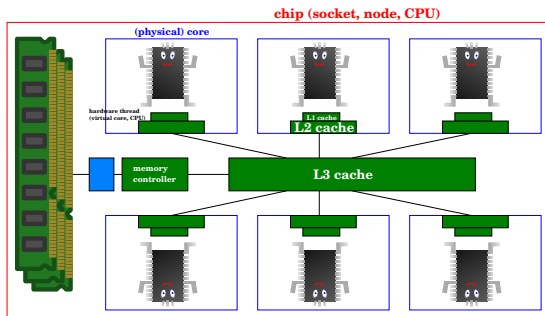 chip (socket, node, CPU)
(physical) core
hardware thread
(virtual core, CPU)
L1 cache
L2 cache
memory
controller
L3 cache